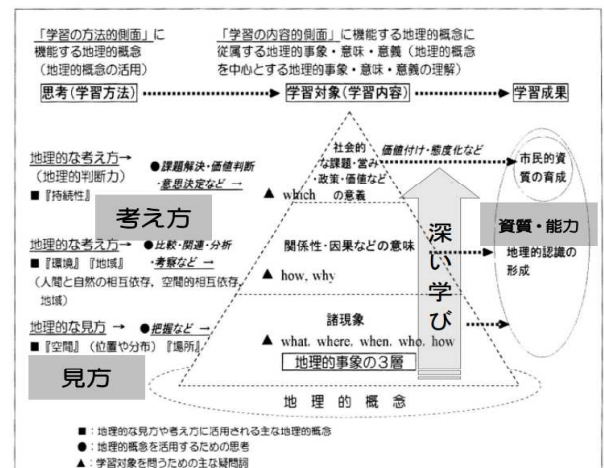 「学習の方法的側面」に
機能する地理的概念
（地理的概念の活用）
「学習の内容的側面」に機能する地理的概念に
従属する地理的事象・意味・意義（地理的概念
を中心とする地理的事象・意味・意義の理解）
思考(学習方法)
学習対象(学習内容)
学習成果
地理的な考え方→
（地理的判断力）
■『持続性』
●課題解決・価値判断
・意思決定など →
社会的
な課題・営み
・政策・価値など
の意義
▲ which
価値付け・態度化など
市民的資
質の育成
考え方
資質・能力
地理的な考え方→
■『環境』『地域』
（人間と自然の相互依存，空間的相互依存，
地域）
●比較・関連・分析
・考察など →
関係性・因果などの意味
▲ how, why
深い学び
地理的認識の
形成
地理的な見方 →
■『空間』（位置や分布）『場所』
●把握など →
諸現象
▲ what. where. when. who. how
地理的事象の３層
見方
地 理 的 概 念
■：地理的な見方や考え方に活用される主な地理的概念
●：地理的概念を活用するための思考
▲：学習対象を問うための主な疑問詞